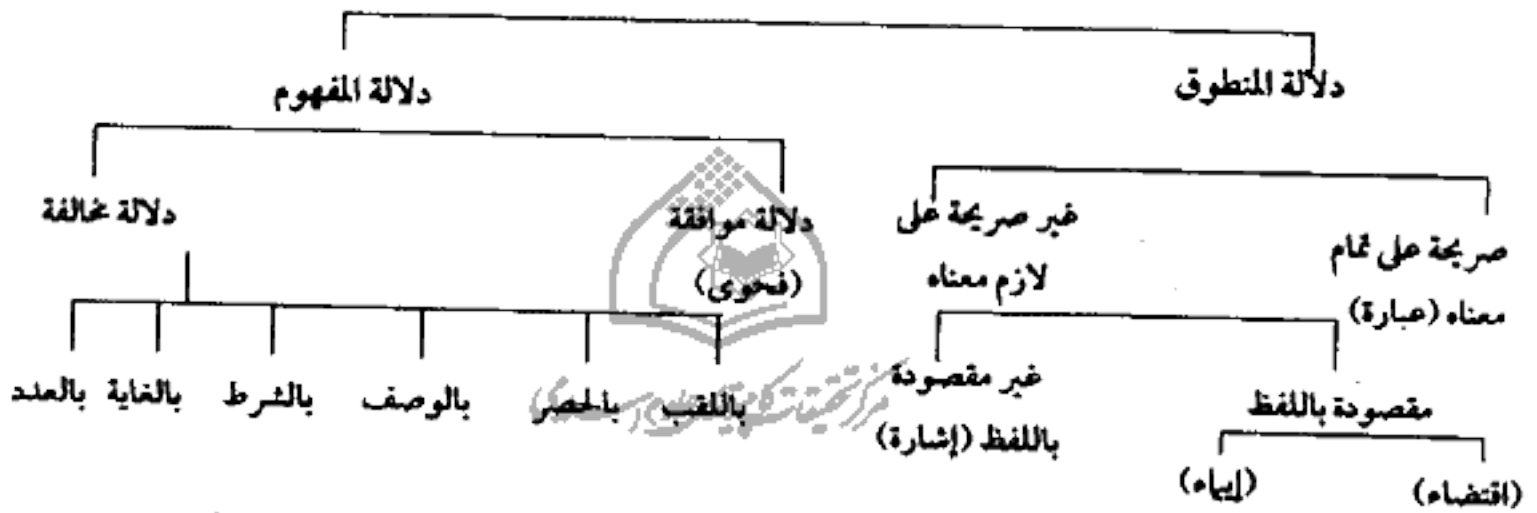 دلالة المنطوق
دلالة المفهوم
صريحة على تمام
معناه (عبارة)
غير صريحة على
لازم معناه
دلالة موافقة
(فحوى)
دلالة مخالفة
مقصودة باللفظ
غير مقصودة
باللفظ (إشارة)
باللقب بالحصر بالوصف بالشرط بالغاية بالعدد
(اقتضاء) (إيماء)